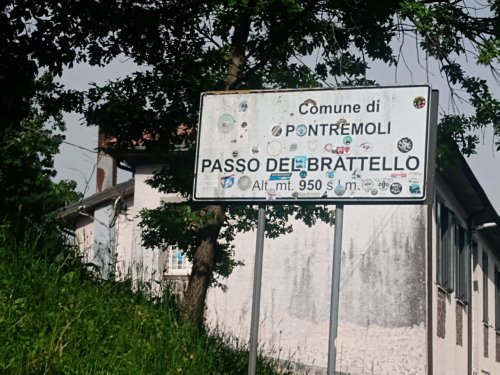 Comune di
PONTREMOLI
PASSO DEL BRATTELLO
Alt. mt. 950 s.l.m.